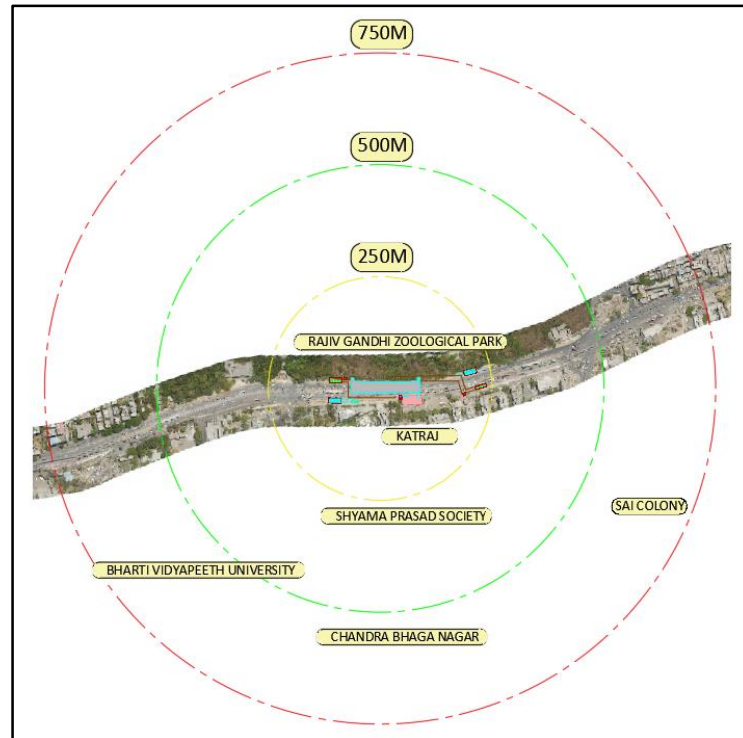 750M
500M
250M
RAJIV GANDHI ZOOLOGICAL PARK
KATRAJ
SAI COLONY
SHYAMA PRASAD SOCIETY
BHARTI VIDYAPEETH UNIVERSITY
CHANDRA BHAGA NAGAR